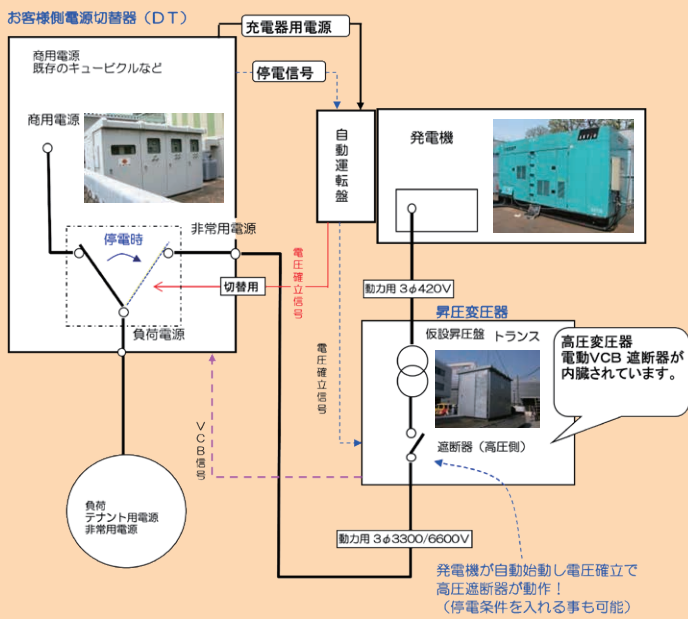 お客様側電源切替器（DT）
充電器用電源
商用電源
既存のキュービクルなど
停電信号
商用電源
自動運転盤
発電機
停電時
非常用電源
電圧確立信号
切替用
動力用 3φ420V
昇圧変圧器
負荷電源
仮設昇圧盤 トランス
高圧変圧器
電動VCB 遮断器が
内臓されています。
電圧確立信号
VCB信号
遮断器（高圧側）
負荷
テナント用電源
非常用電源
動力用 3φ3300/6600V
発電機が自動始動し電圧確立で
高圧遮断器が動作！
（停電条件を入れる事も可能）